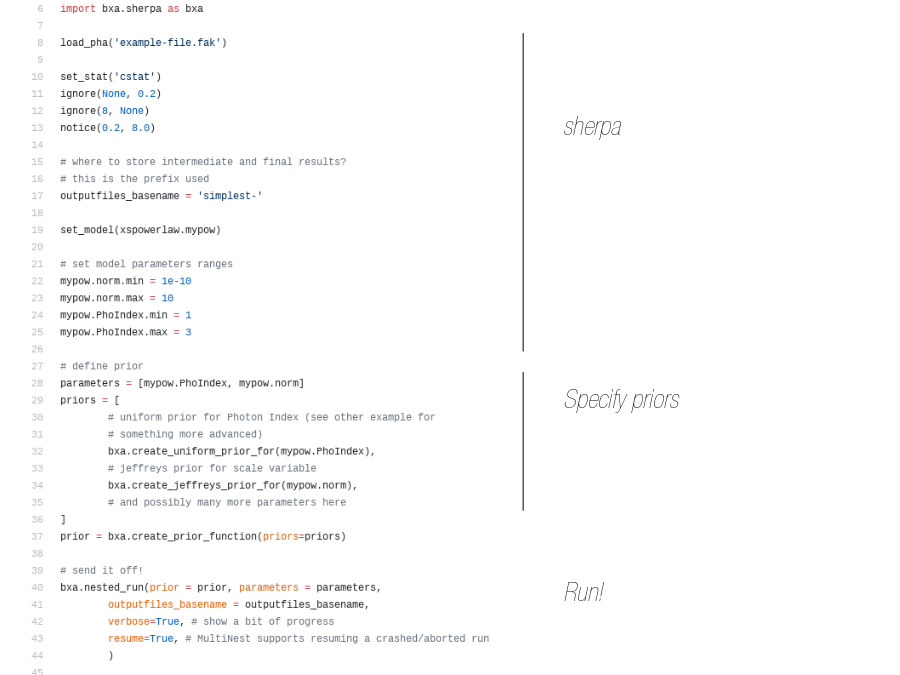 6 import bxa.sherpa as bxa
7
8 load_pha('example-file.fak')
9
10 set_stat('cstat')
11 ignore(None, 0.2)
12 ignore(8, None)
13 notice(0.2, 8.0)
14
15 # where to store intermediate and final results?
16 # this is the prefix used
17 outputfiles_basename = 'simplest-'
18
19 set_model(xspowerlaw.mypow)
20
21 # set model parameters ranges
22 mypow.norm.min = 1e-10
23 mypow.norm.max = 10
24 mypow.PhoIndex.min = 1
25 mypow.PhoIndex.max = 3
26
27 # define prior
28 parameters = [mypow.PhoIndex, mypow.norm]
29 priors = [
30 # uniform prior for Photon Index (see other example for
31 # something more advanced)
32 bxa.create_uniform_prior_for(mypow.PhoIndex),
33 # jeffreys prior for scale variable
34 bxa.create_jeffreys_prior_for(mypow.norm),
35 # and possibly many more parameters here
36 ]
37 prior = bxa.create_prior_function(priors=priors)
38
39 # send it off!
40 bxa.nested_run(prior = prior, parameters = parameters,
41 outputfiles_basename = outputfiles_basename,
42 verbose=True, # show a bit of progress
43 resume=True, # MultiNest supports resuming a crashed/aborted run
44 )
45
sherpa
Specify priors
Run!